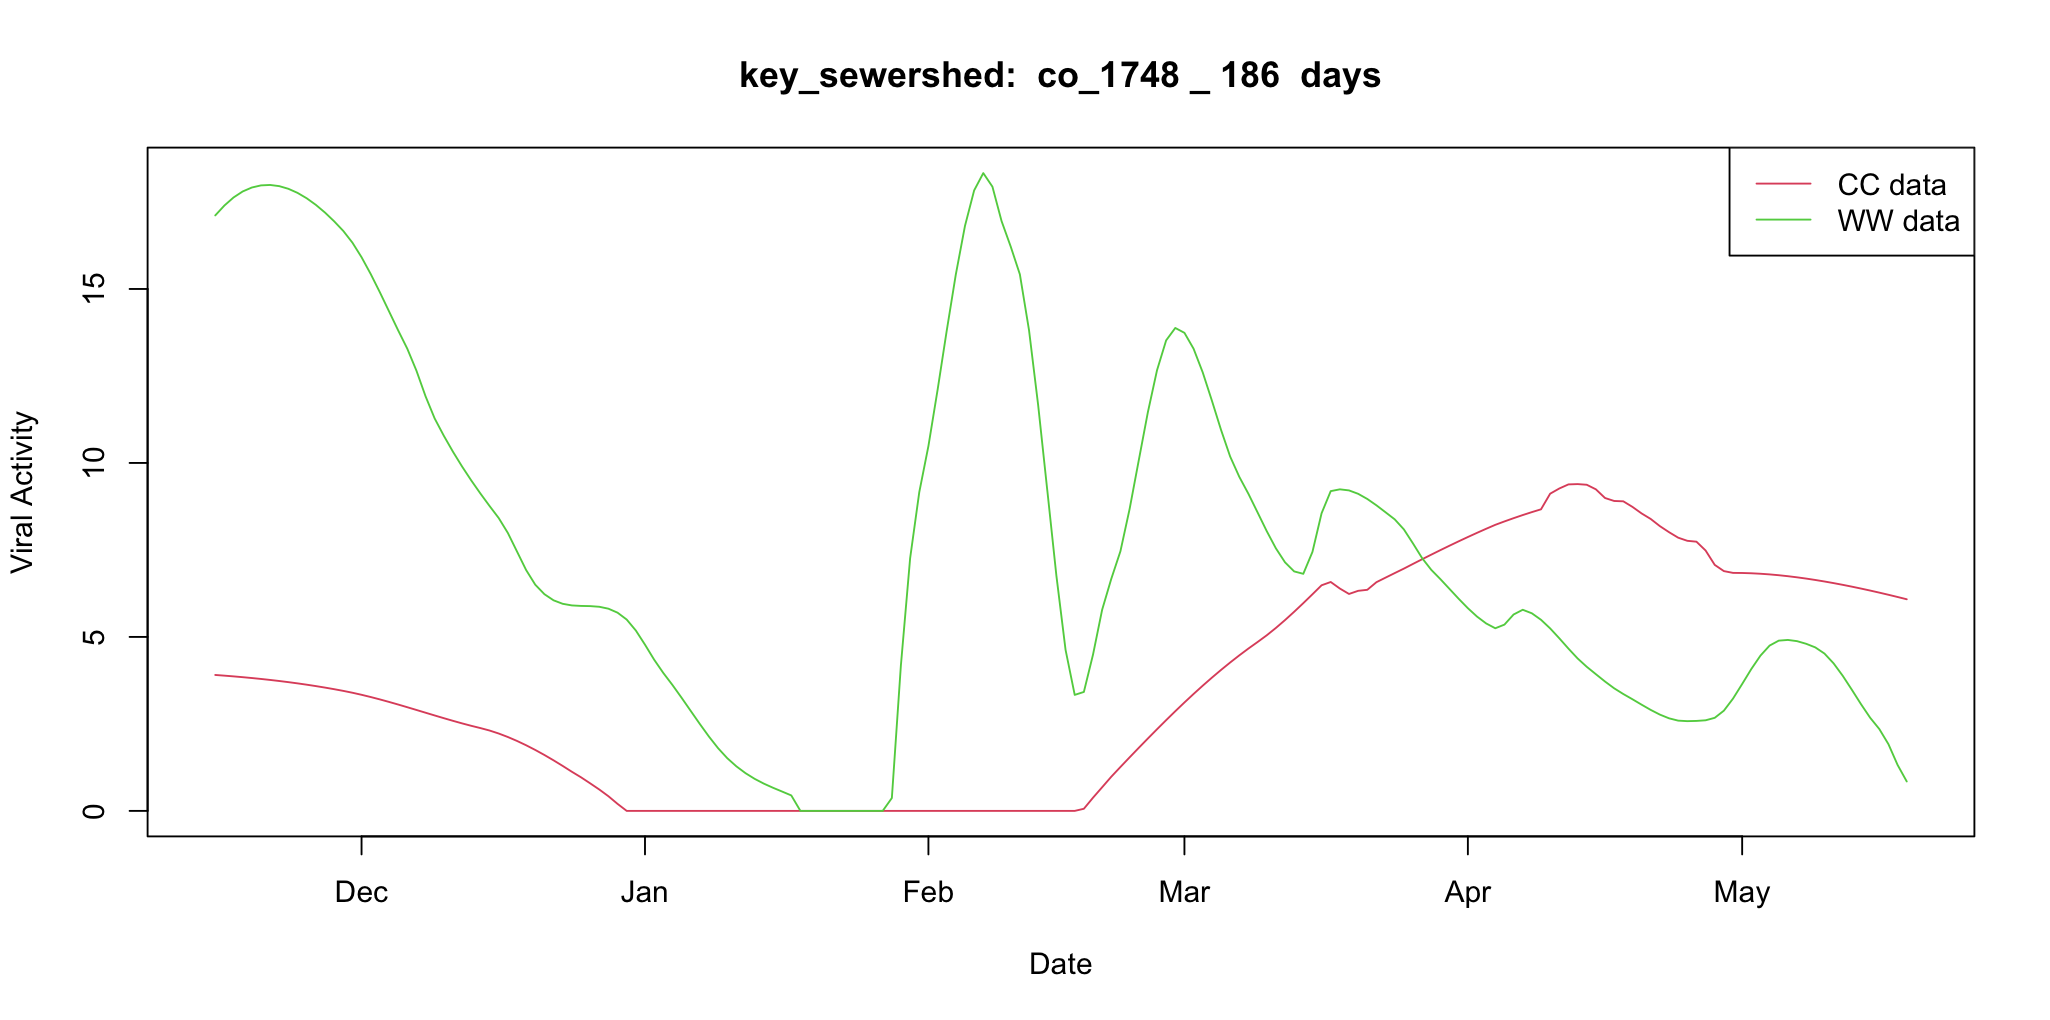 key_sewershed:  co_1748 _ 186  days
CC data
WW data
Viral Activity
15
10
5
0
Dec Jan Feb Mar Apr May
Date